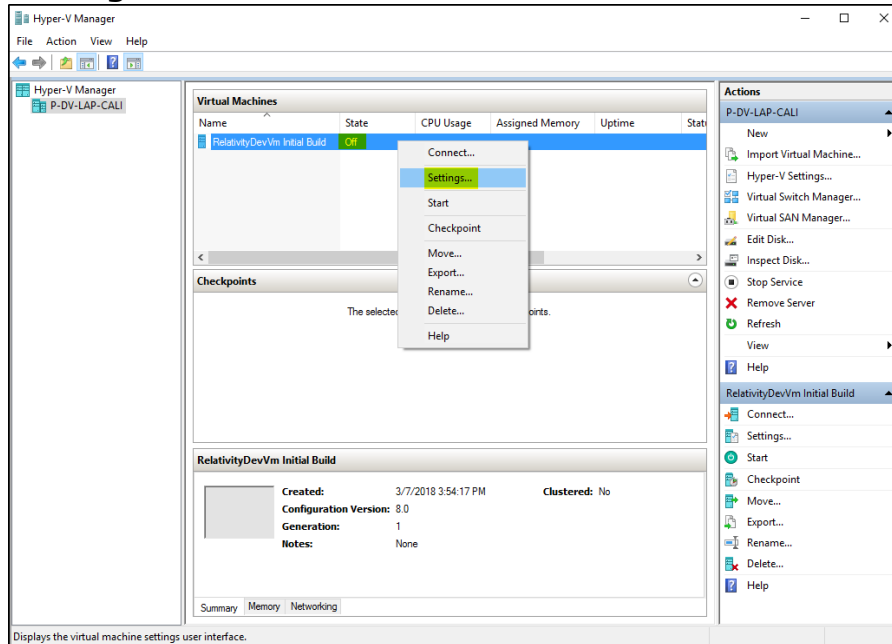 Hyper-V Manager
File Action View Help
Hyper-V Manager
P-DV-LAP-CALI
Virtual Machines
Name State CPU Usage Assigned Memory Uptime Statu
RelativityDevVm Initial Build Off
Connect...
Settings...
Start
Checkpoint
Move...
Export...
Rename...
Delete...
Help
Checkpoints
The selected oints.
RelativityDevVm Initial Build
Created: 3/7/2018 3:54:17 PM Clustered: No
Configuration Version: 8.0
Generation: 1
Notes: None
Summary Memory Networking
Actions
P-DV-LAP-CALI
New
Import Virtual Machine...
Hyper-V Settings...
Virtual Switch Manager...
Virtual SAN Manager...
Edit Disk...
Inspect Disk...
Stop Service
Remove Server
Refresh
View
Help
RelativityDevVm Initial Build
Connect...
Settings...
Start
Checkpoint
Move...
Export...
Rename...
Delete...
Help
Displays the virtual machine settings user interface.